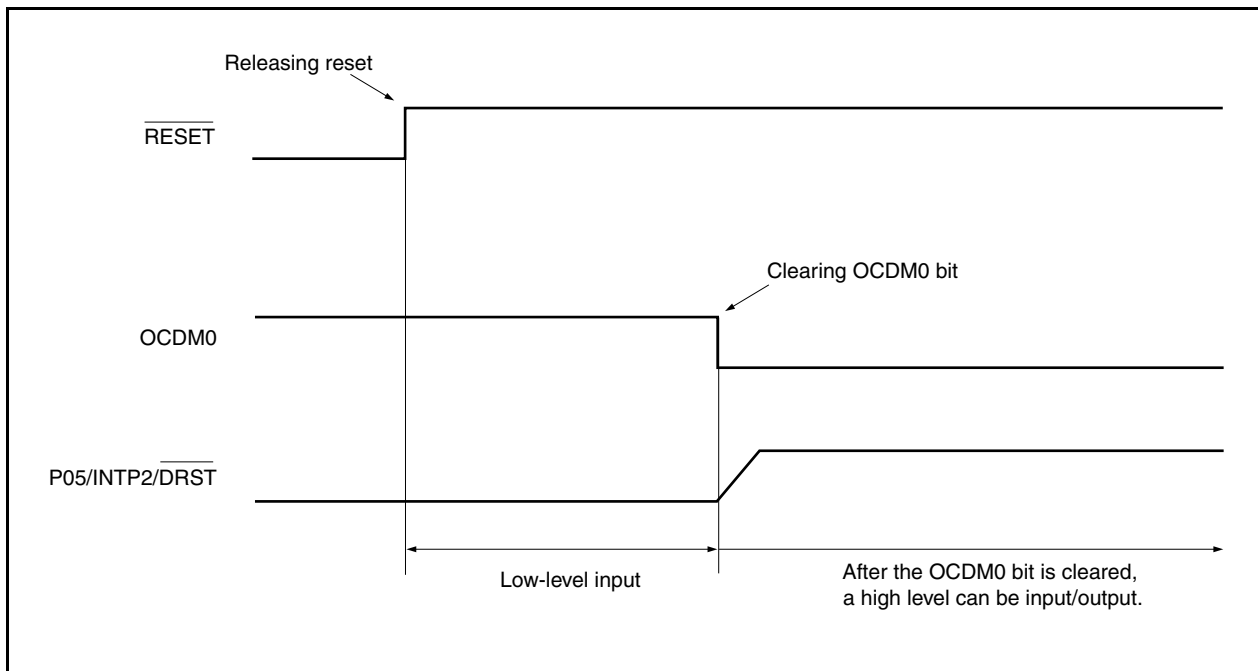 Releasing reset
RESET
Clearing OCDM0 bit
OCDM0
P05/INTP2/DRST
Low-level input
After the OCDM0 bit is cleared,
a high level can be input/output.